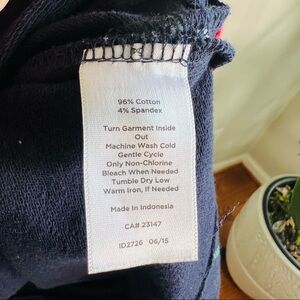 96% Cotton
4% Spandex
Turn Garment Inside
Out
Machine Wash Cold
Gentle Cycle
Only Non-Chlorine
Bleach When Needed
Tumble Dry Low
Warm Iron, If Needed
Made In Indonesia
CA# 23147
ID2726 06/15